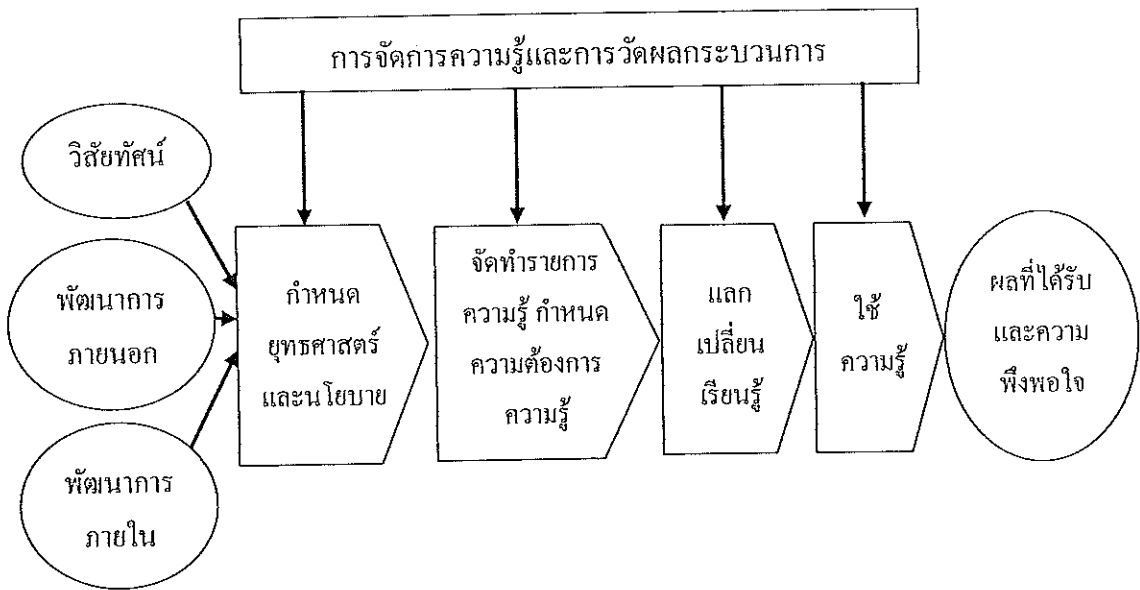 การจัดการความรู้และการวัดผลกระบวนการ
วิสัยทัศน์
พัฒนาการ
ภายนอก
พัฒนาการ
ภายใน
กำหนด
ยุทธศาสตร์
และนโยบาย
จัดทำรายการ
ความรู้ กำหนด
ความต้องการ
ความรู้
แลก
เปลี่ยน
เรียนรู้
ใช้
ความรู้
ผลที่ได้รับ
และความ
พึงพอใจ